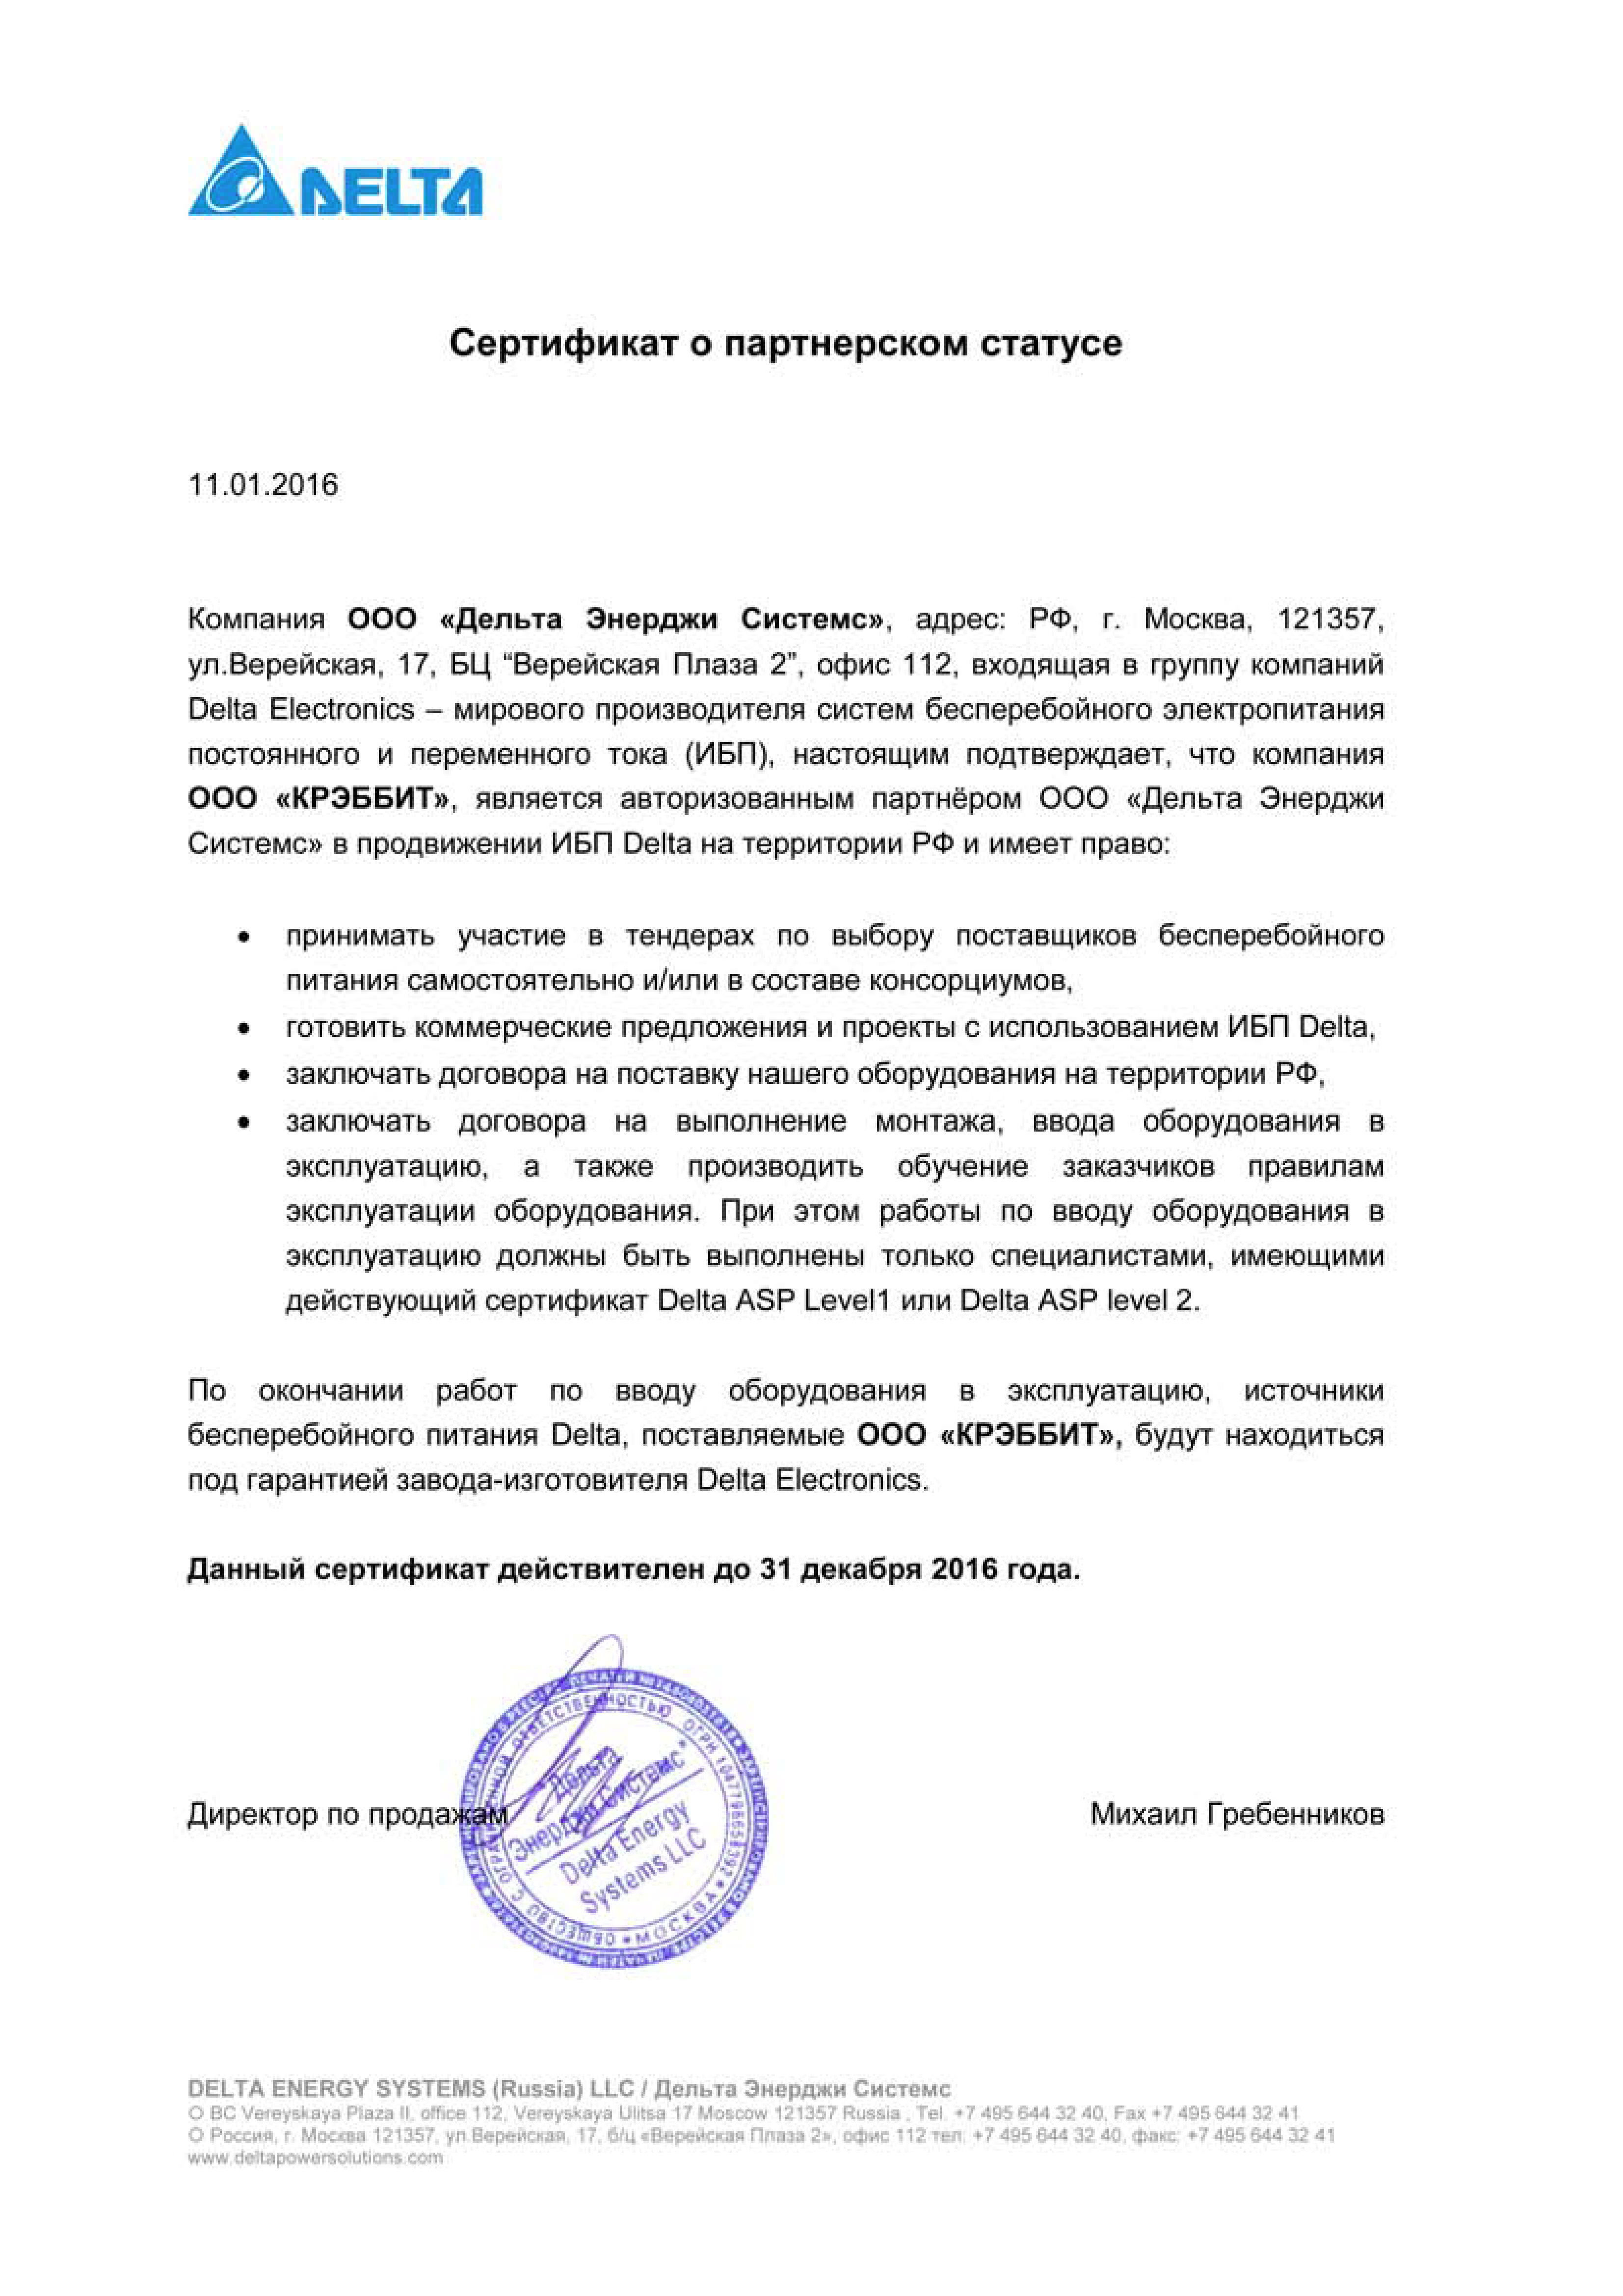 DELTA
Сертификат о партнерском статусе
11.01.2016
Компания ООО «Дельта Энерджи Системс», адрес: РФ, г. Москва, 121357,
ул.Верейская, 17, БЦ “Верейская Плаза 2”, офис 112, входящая в группу компаний
Delta Electronics – мирового производителя систем бесперебойного электропитания
постоянного и переменного тока (ИБП), настоящим подтверждает, что компания
ООО «КРЭББИТ», является авторизованным партнёром ООО «Дельта Энерджи
Системс» в продвижении ИБП Delta на территории РФ и имеет право:
• принимать участие в тендерах по выбору поставщиков бесперебойного
питания самостоятельно и/или в составе консорциумов,
• готовить коммерческие предложения и проекты с использованием ИБП Delta,
• заключать договора на поставку нашего оборудования на территории РФ,
• заключать договора на выполнение монтажа, ввода оборудования в
эксплуатацию, а также производить обучение заказчиков правилам
эксплуатации оборудования. При этом работы по вводу оборудования в
эксплуатацию должны быть выполнены только специалистами, имеющими
действующий сертификат Delta ASP Level1 или Delta ASP level 2.
По окончании работ по вводу оборудования в эксплуатацию, источники
бесперебойного питания Delta, поставляемые ООО «КРЭББИТ», будут находиться
под гарантией завода-изготовителя Delta Electronics.
Данный сертификат действителен до 31 декабря 2016 года.
Директор по продажам
Михаил Гребенников
ОБЩЕСТВО С ОГРАНИЧЕННОЙ ОТВЕТСТВЕННОСТЬЮ ОГРН 1047796658392 * МОСКВА *
"Дельта
Энерджи Системс"
Delta Energy
Systems LLC
DELTA ENERGY SYSTEMS (Russia) LLC / Дельта Энерджи Системс
O BC Vereyskaya Plaza II, office 112, Vereyskaya Ulitsa 17 Moscow 121357 Russia , Tel. +7 495 644 32 40, Fax +7 495 644 32 41
O Россия, г. Москва 121357, ул.Верейская, 17, б/ц «Верейская Плаза 2», офис 112 тел: +7 495 644 32 40, факс: +7 495 644 32 41
www.deltapowersolutions.com